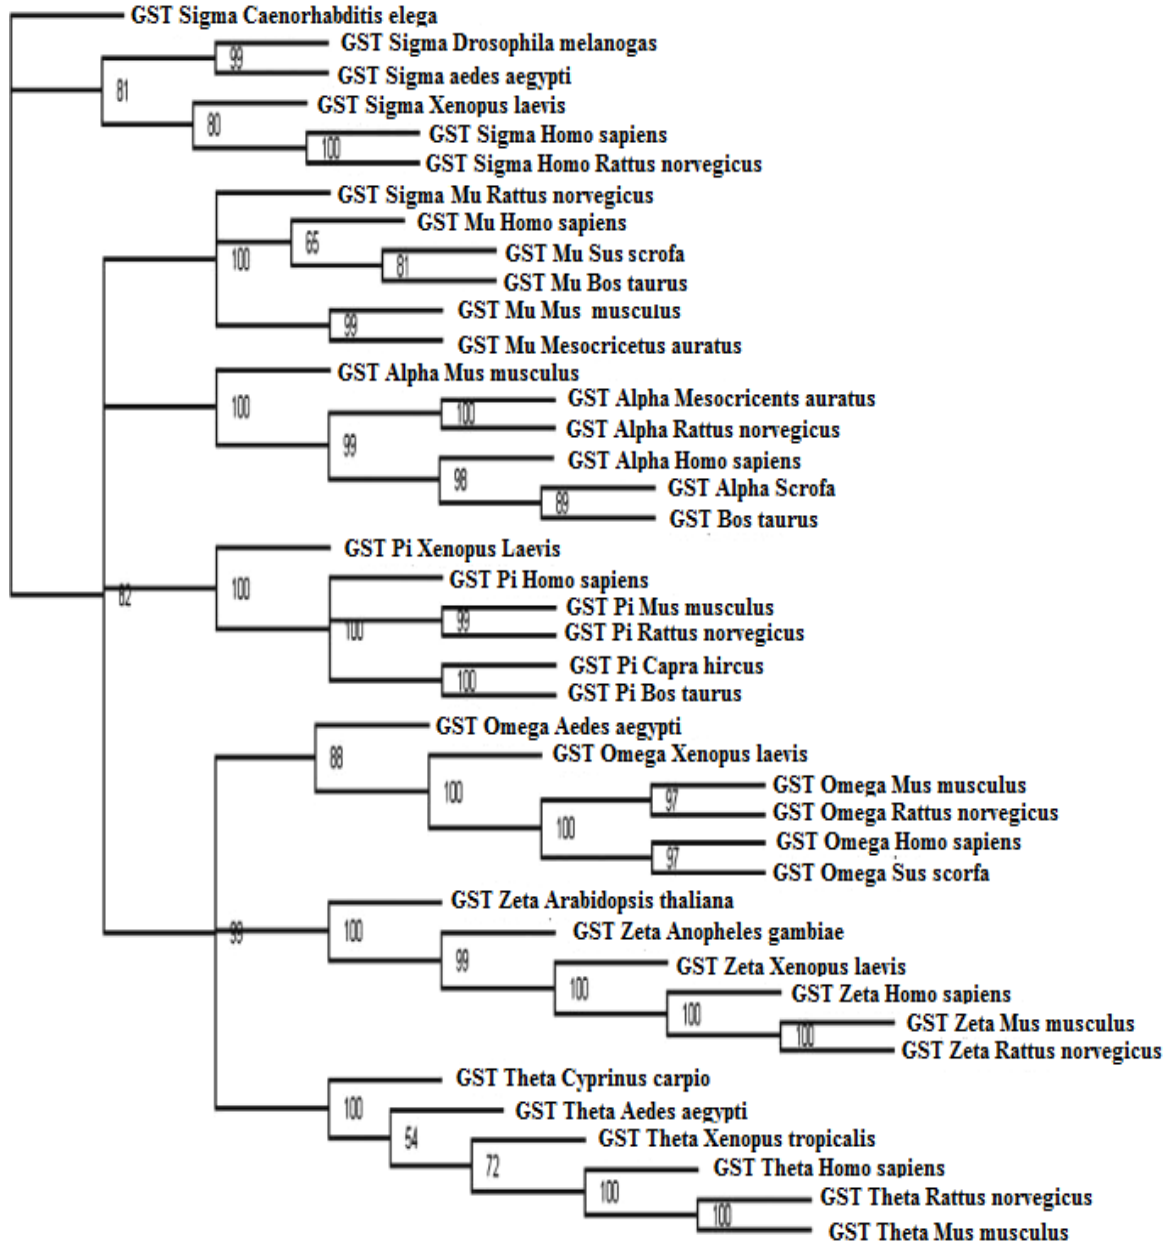 GST Sigma Caenorhabditis elega
GST Sigma Drosophila melanogas
99
GST Sigma aedes aegypti
81
GST Sigma Xenopus laevis
80
GST Sigma Homo sapiens
100
GST Sigma Homo Rattus norvegicus
GST Sigma Mu Rattus norvegicus
GST Mu Homo sapiens
65
100
GST Mu Sus scrofa
81
GST Mu Bos taurus
GST Mu Mus musculus
99
GST Mu Mesocricetus auratus
GST Alpha Mus musculus
100
GST Alpha Mesocricents auratus
100
GST Alpha Rattus norvegicus
99
GST Alpha Homo sapiens
98
GST Alpha Scrofa
89
GST Bos taurus
GST Pi Xenopus Laevis
82
100
GST Pi Homo sapiens
GST Pi Mus musculus
99
100
GST Pi Rattus norvegicus
GST Pi Capra hircus
100
GST Pi Bos taurus
GST Omega Aedes aegypti
88
GST Omega Xenopus laevis
100
GST Omega Mus musculus
97
GST Omega Rattus norvegicus
100
GST Omega Homo sapiens
97
GST Omega Sus scorfa
GST Zeta Arabidopsis thaliana
99
100
GST Zeta Anopheles gambiae
99
GST Zeta Xenopus laevis
100
GST Zeta Homo sapiens
100
GST Zeta Mus musculus
100
GST Zeta Rattus norvegicus
GST Theta Cyprinus carpio
100
GST Theta Aedes aegypti
54
GST Theta Xenopus tropicalis
72
GST Theta Homo sapiens
100
GST Theta Rattus norvegicus
100
GST Theta Mus musculus